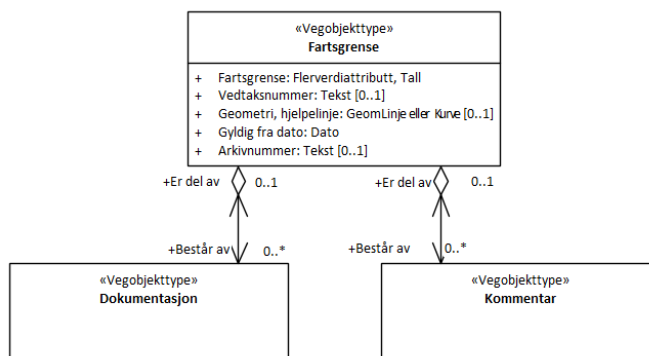 «Vegobjekttype»
Fartsgrense
+ Fartsgrense: Flerverdiattributt, Tall
+ Vedtaksnummer: Tekst [0..1]
+ Geometri, hjelpelinje: GeomLinje eller Kurve [0..1]
+ Gyldig fra dato: Dato
+ Arkivnummer: Tekst [0..1]
+Er del av 0..1 +Er del av 0..1
+Består av 0..* +Består av 0..*
«Vegobjekttype» «Vegobjekttype»
Dokumentasjon Kommentar